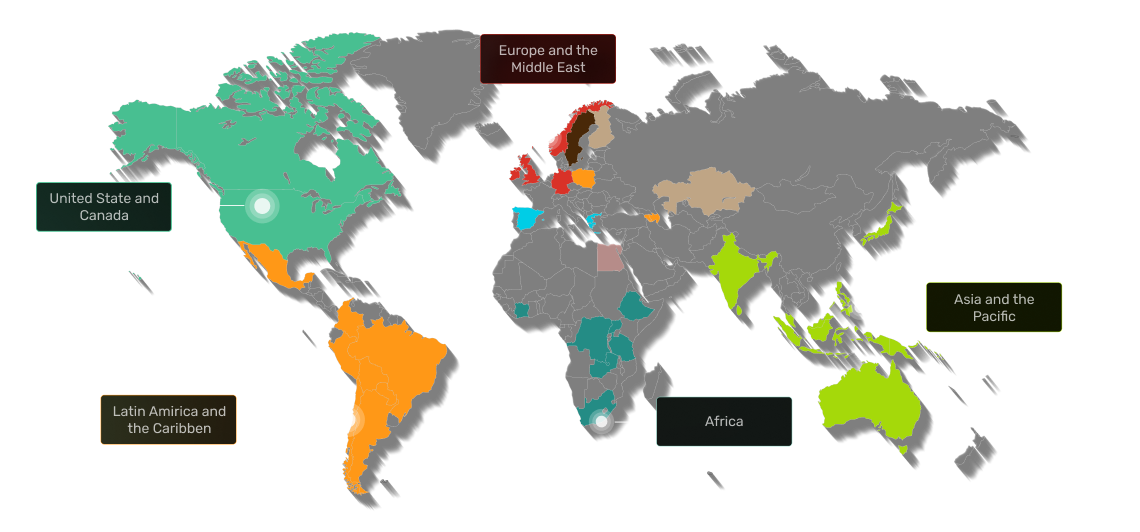 Europe and the
Middle East
United State and
Canada
Asia and the
Pacific
Latin Amirica and
the Caribben
Africa